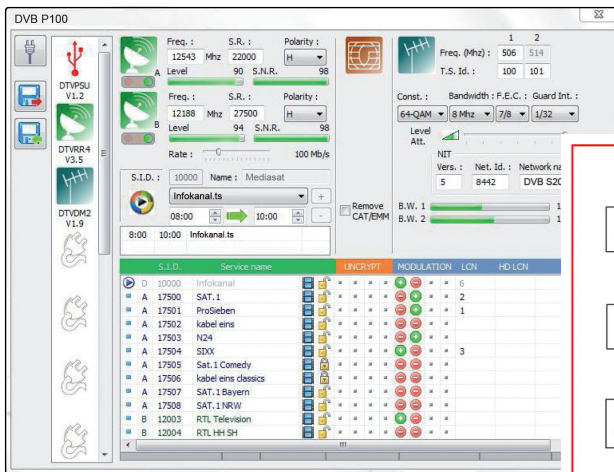 DVB P100
DTVPSU
V1.2
DTVRR4
V3.5
DTVDM2
V1.9
Freq. : S.R. : Polarity :
12543 Mhz 22000 H
A Level 90 S.N.R. 98
Freq. : S.R. : Polarity :
12188 Mhz 27500 H
B Level 94 S.N.R. 98
Rate : 100 Mb/s
S.I.D. : 10000 Name : Mediasat
Infokanal.ts +
08:00 10:00 -
8:00 10:00 Infokanal.ts
Remove
CAT/EMM
1 2
Freq. (Mhz) : 506 514
T.S. Id. : 100 101
Const. : Bandwidth : F.E.C. : Guard Int. :
64-QAM 8 Mhz 7/8 1/32
Level
Att.
NIT
Vers. : Net. Id. : Network na
5 8442 DVB S20
B.W. 1 1
B.W. 2 1
S.I.D. Service name UNCRYPT MODULATION LCN HD LCN
D 10000 Infokanal 6
A 17500 SAT.1 2
A 17501 ProSieben 1
A 17502 kabel eins
A 17503 N24
A 17504 SIXX 3
A 17505 Sat.1 Comedy
A 17506 kabel eins classics
A 17507 SAT.1 Bayern
A 17508 SAT.1 NRW
B 12003 RTL Television
B 12004 RTL HH SH